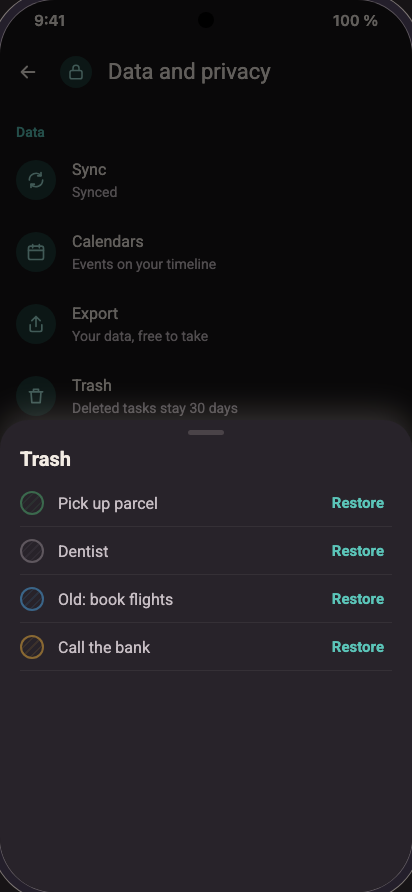 9:41
100 %
Data and privacy
Data
Sync
Synced
Calendars
Events on your timeline
Export
Your data, free to take
Trash
Deleted tasks stay 30 days
Trash
Pick up parcel
Restore
Dentist
Restore
Old: book flights
Restore
Call the bank
Restore